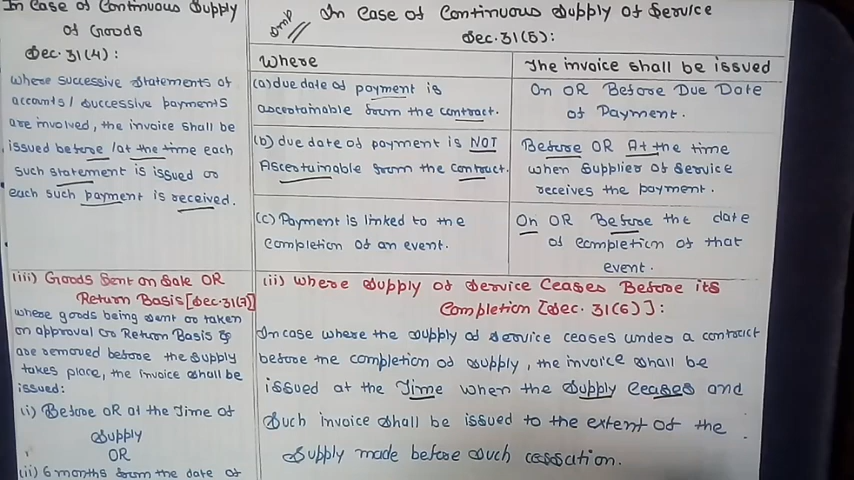 In Case of Continuous Supply
of Goods
Sec. 31(4):
where successive statements of
accounts / successive payments
are involved, the invoice shall be
issued before /at the time each
such statement is issued or
each such payment is received.
Imp
In Case of Continuous Supply of Service
Sec. 31(5):
Where
The invoice shall be issued
(a) due date of payment is
ascertainable from the contract.
On OR Before Due Date
of Payment.
(b) due date of payment is NOT
Ascertainable from the contract.
Before OR At the time
when supplier of service
receives the payment.
(c) Payment is linked to the
completion of an event.
On OR Before the date
of completion of that
event.
(iii) Goods Sent on Sale OR
Return Basis [Sec. 31(7)]
where goods being sent or taken
on approval or Return Basis &
are removed before the supply
takes place, the invoice shall be
issued:
(i) Before OR at the Time of
Supply
OR
(ii) 6 months from the date of
(ii) Where Supply of Service Ceases Before its
Completion [Sec. 31(6)]:
In case where the supply of service ceases under a contract
before the completion of supply, the invoice shall be
issued at the Time when the Supply Ceases and
Such invoice shall be issued to the extent of the
Supply made before such cessation.